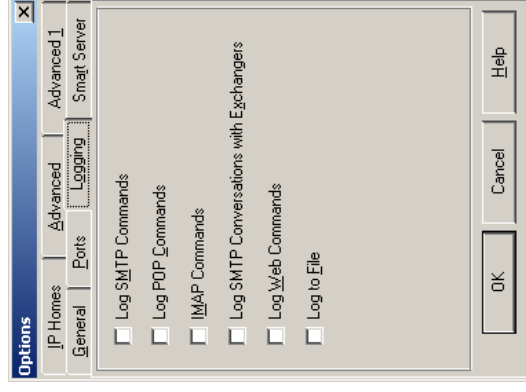 Options
IP Homes Advanced Advanced 1
General Ports Logging Smart Server
Log SMTP Commands
Log POP Commands
IMAP Commands
Log SMTP Conversations with Exchangers
Log Web Commands
Log to File
OK Cancel Help